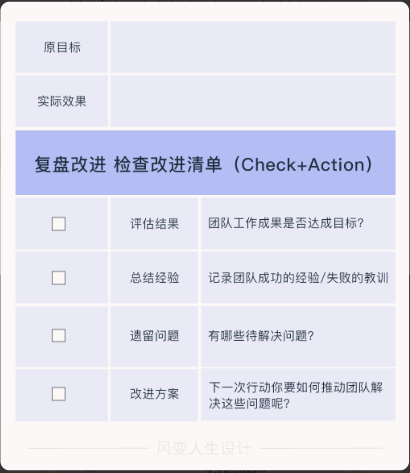 原目标
实际效果
复盘改进 检查改进清单（Check+Action）
评估结果 团队工作成果是否达成目标？
总结经验 记录团队成功的经验/失败的教训
遗留问题 有哪些待解决问题？
改进方案 下一次行动你要如何推动团队解
决这些问题呢？
风变人生设计